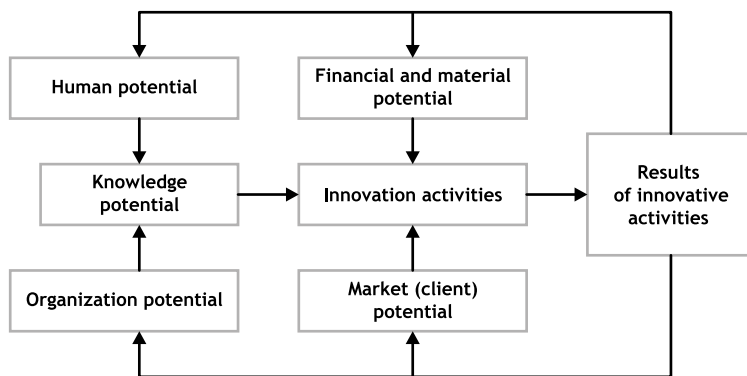 Human potential
Financial and material
potential
Knowledge
potential
Innovation activities
Results
of innovative
activities
Organization potential
Market (client)
potential